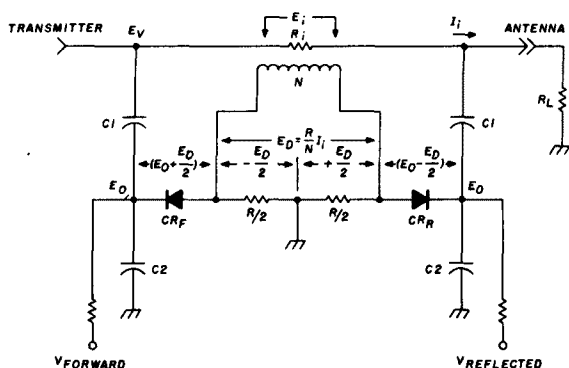 TRANSMITTER
E_V
E_i
R_i
I_i
ANTENNA
N
R_L
C1
C1
E_D = R/N I_i
(E_O + E_D/2)
- E_D/2
+ E_D/2
(E_O - E_D/2)
E_O
E_O
CR_F
R/2
R/2
CR_R
C2
C2
V_FORWARD
V_REFLECTED